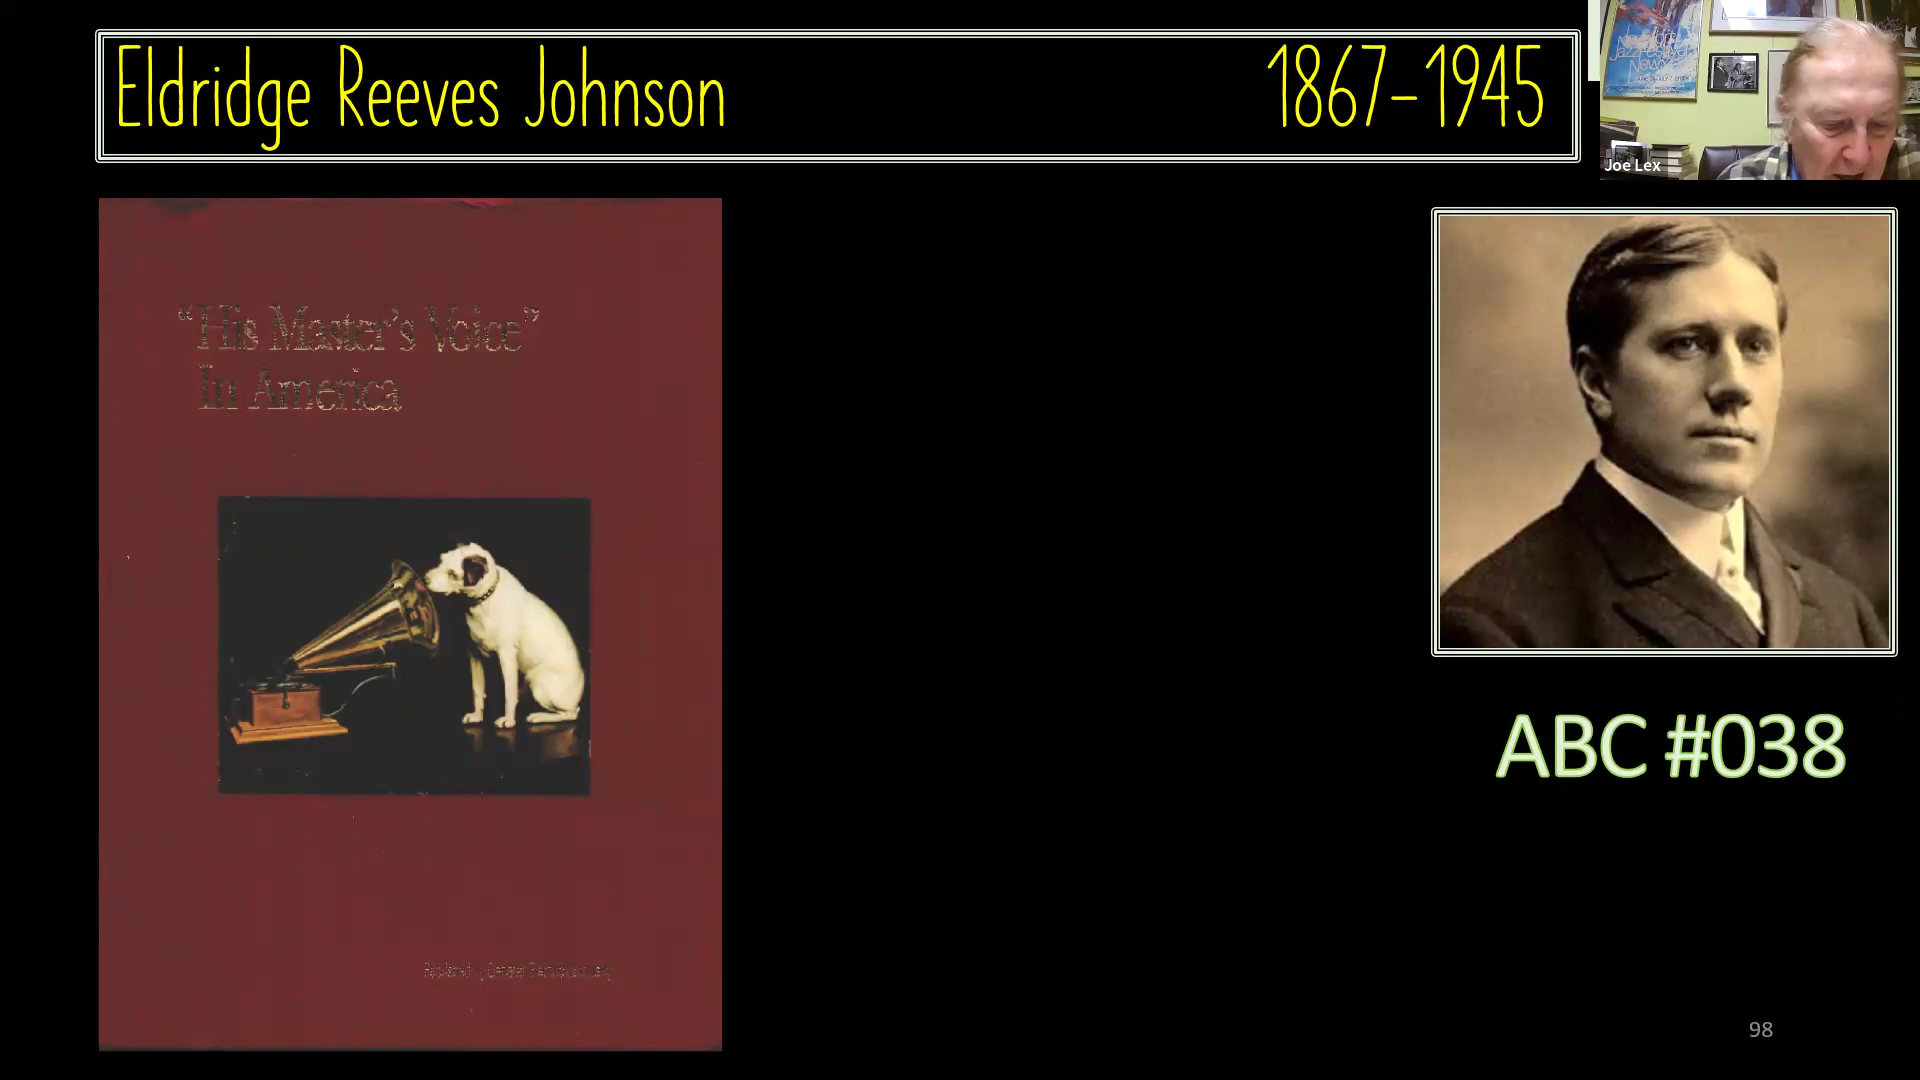 Eldridge Reeves Johnson 1867-1945
Joe Lex
"His Master's Voice"
In America
ABC #038
98